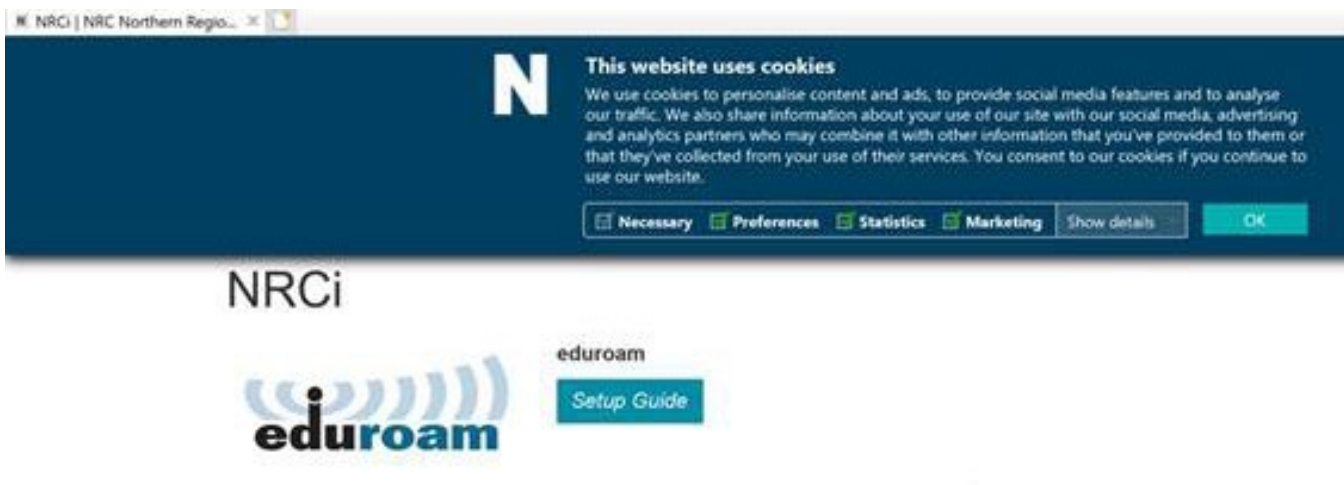 NRCi | NRC Northern Regio...
N
This website uses cookies
We use cookies to personalise content and ads, to provide social media features and to analyse
our traffic. We also share information about your use of our site with our social media, advertising
and analytics partners who may combine it with other information that you've provided to them or
that they've collected from your use of their services. You consent to our cookies if you continue to
use our website.
Necessary Preferences Statistics Marketing Show details OK
NRCi
eduroam
Setup Guide
eduroam